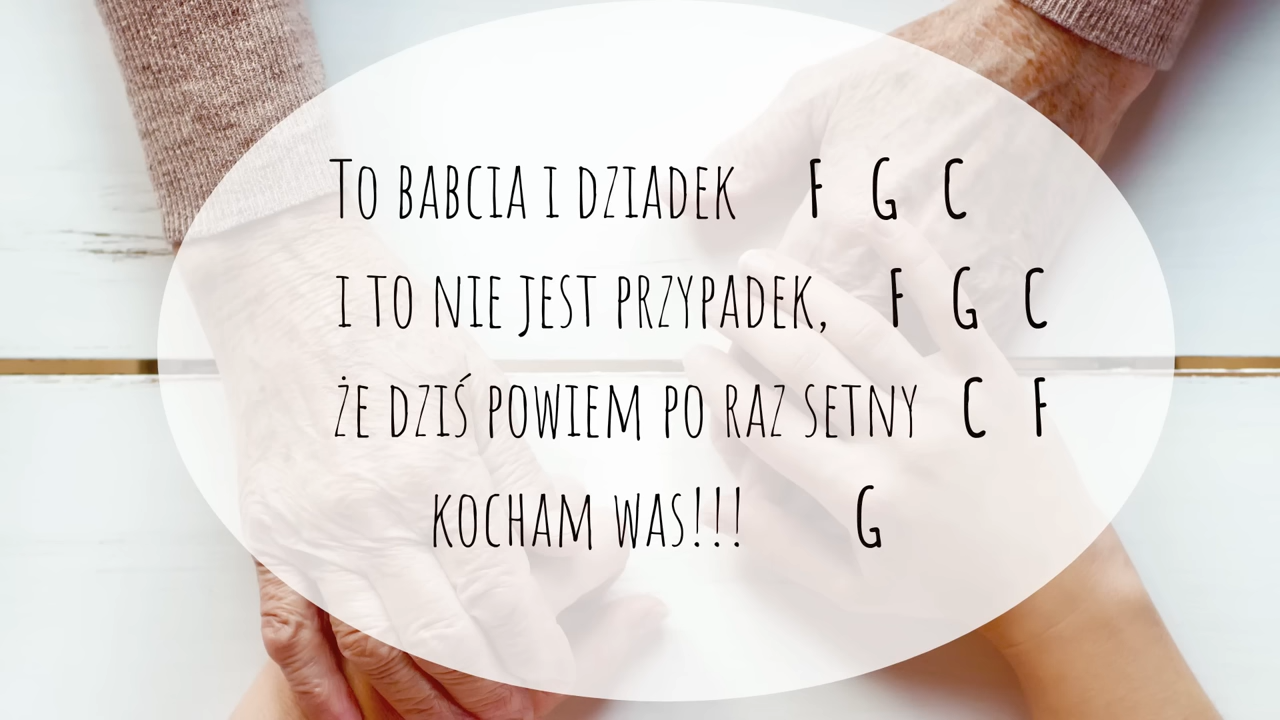 To babcia i dziadek F G C
i to nie jest przypadek, F G C
że dziś powiem po raz setny C F
kocham was!!! G